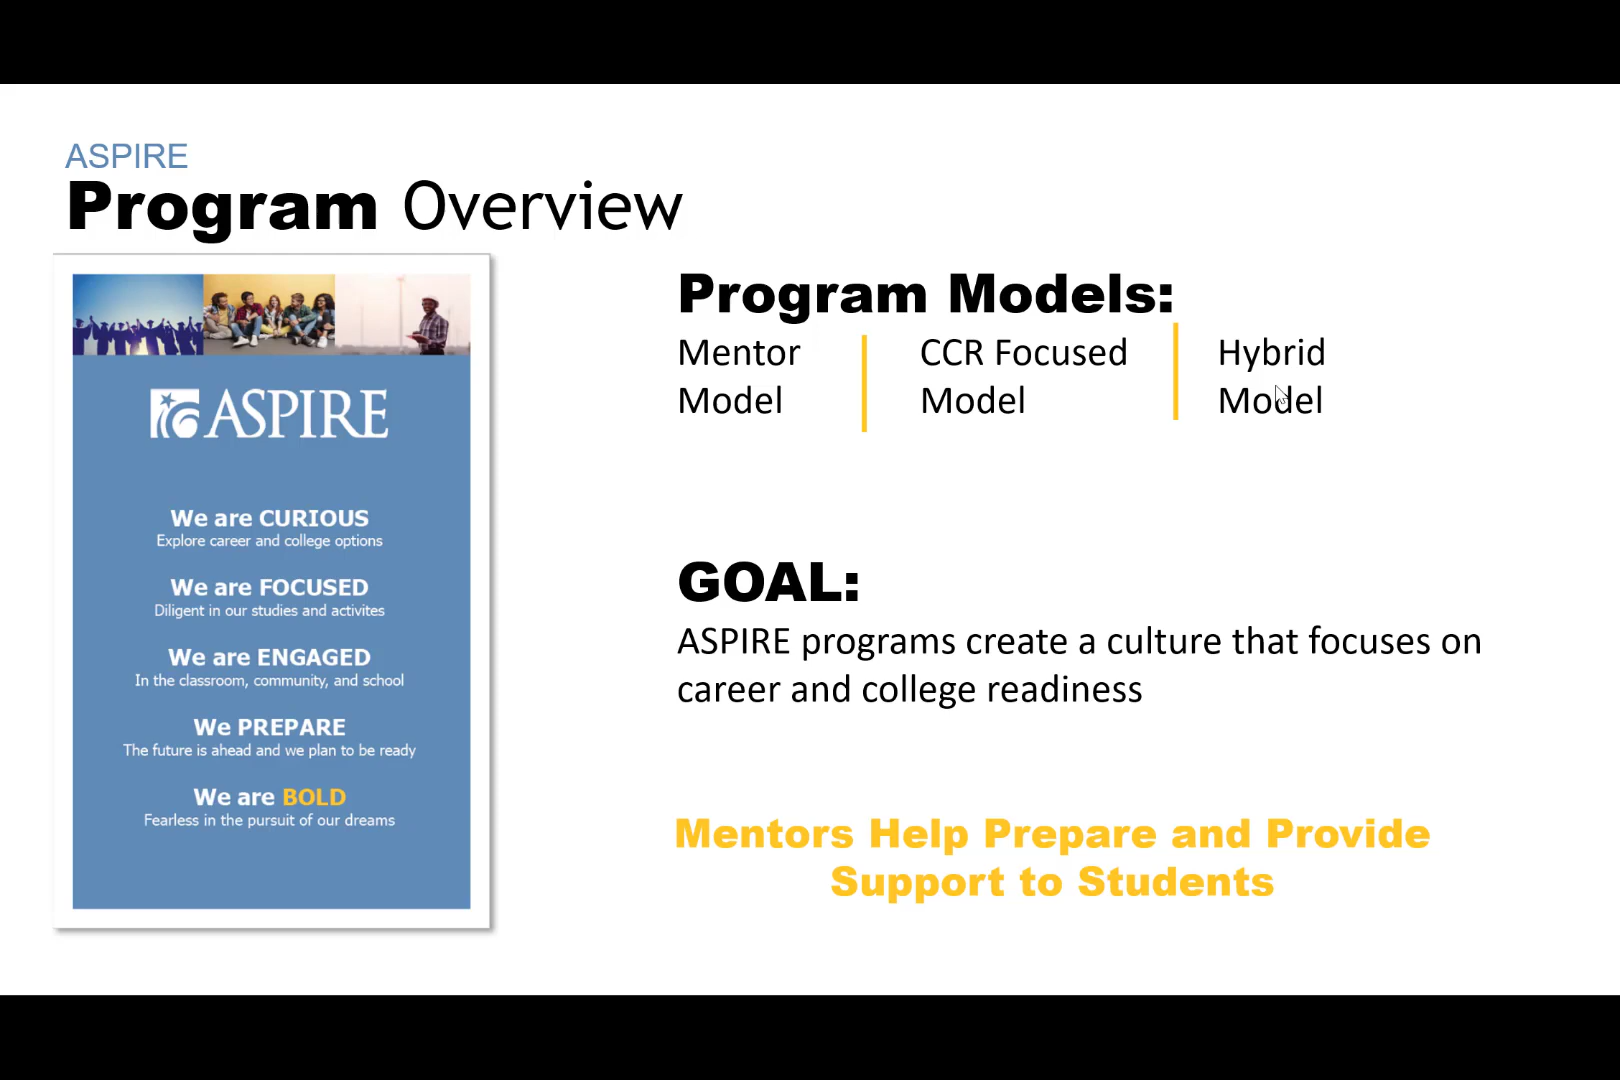 ASPIRE
Program Overview
ASPIRE
We are CURIOUS
Explore career and college options
We are FOCUSED
Diligent in our studies and activites
We are ENGAGED
In the classroom, community, and school
We PREPARE
The future is ahead and we plan to be ready
We are BOLD
Fearless in the pursuit of our dreams
Program Models:
Mentor
Model
CCR Focused
Model
Hybrid
Model
GOAL:
ASPIRE programs create a culture that focuses on
career and college readiness
Mentors Help Prepare and Provide
Support to Students